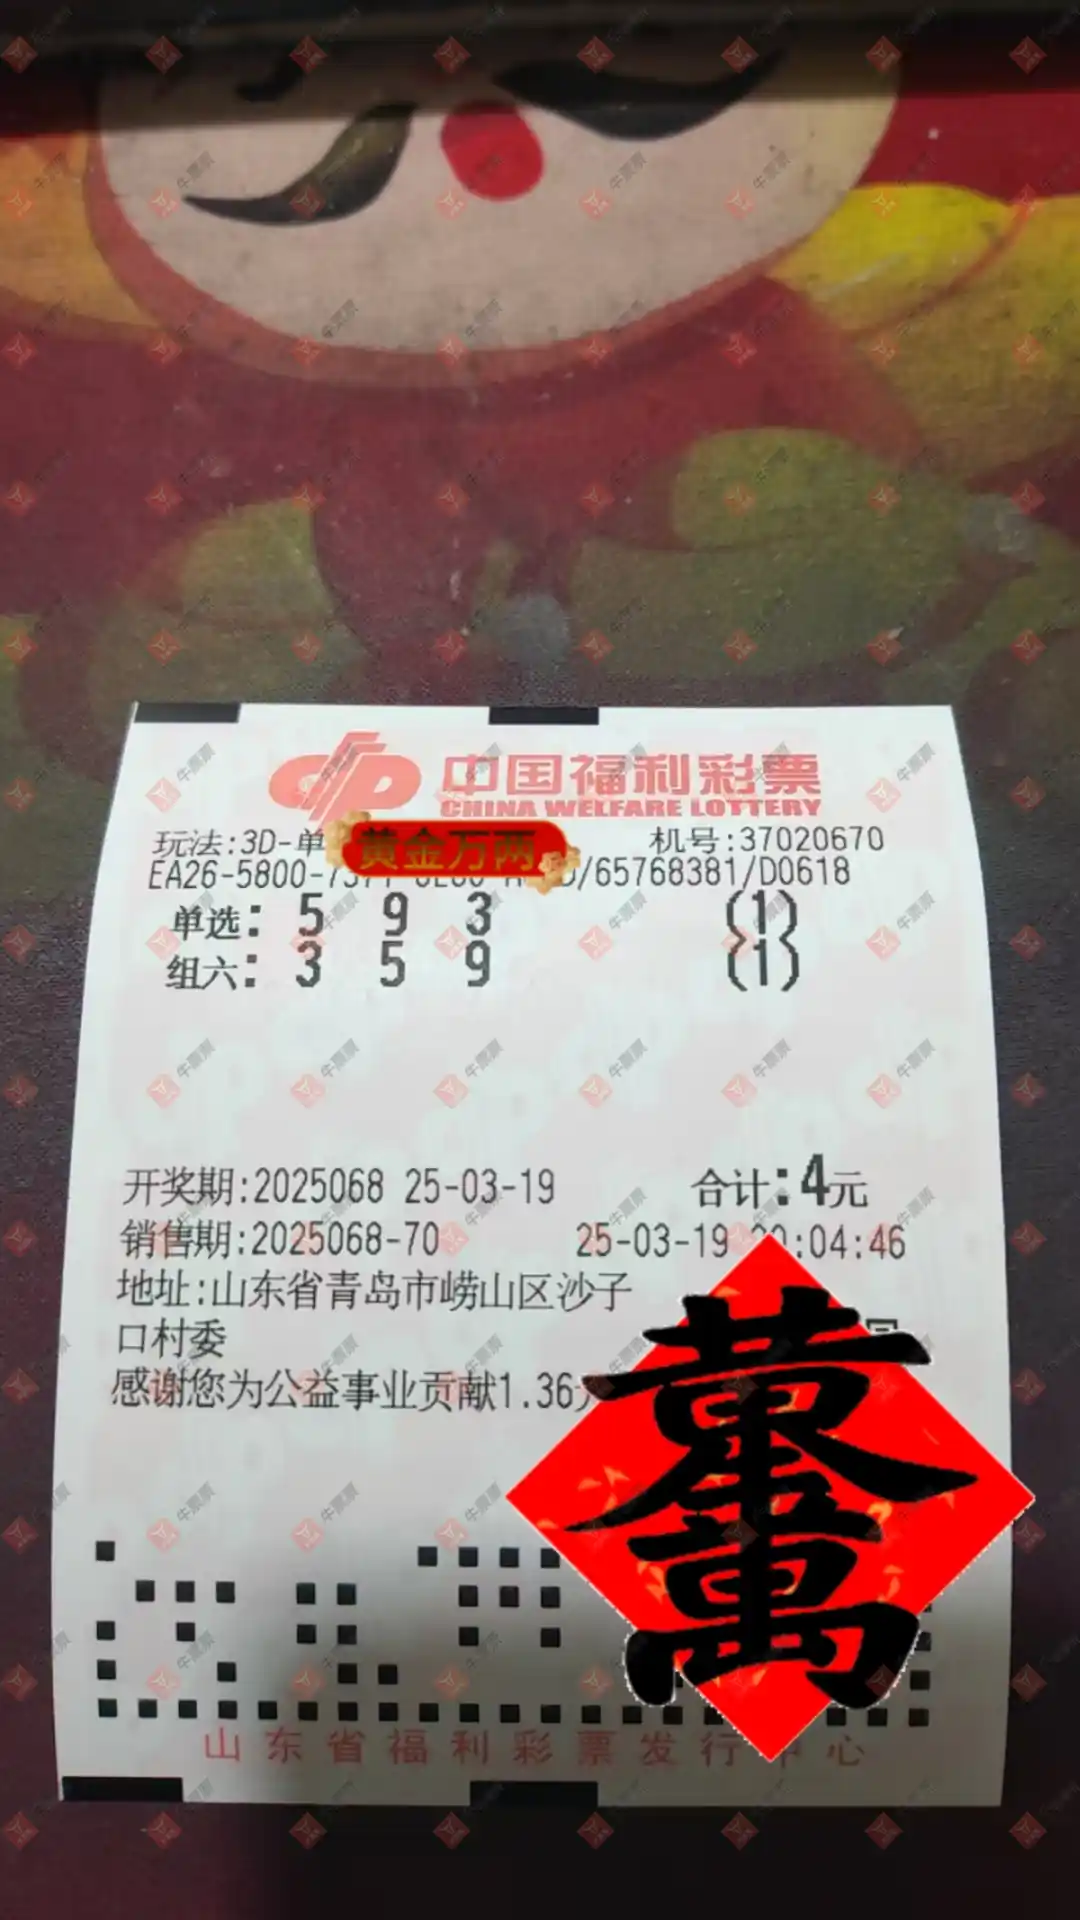 中国福利彩票
CHINA WELFARE LOTTERY
玩法:3D-单
黄金万两
机号:37020670
EA26-5800-7377 /65768381/D0618
单选: 5 9 3 (1)
组六: 3 5 9 (1)
开奖期:2025068 25-03-19 合计:4元
销售期:2025068-70 25-03-19 :04:46
地址:山东省青岛市崂山区沙子
口村委
感谢您为公益事业贡献1.36
山东省福利彩票发行中心
牛票票